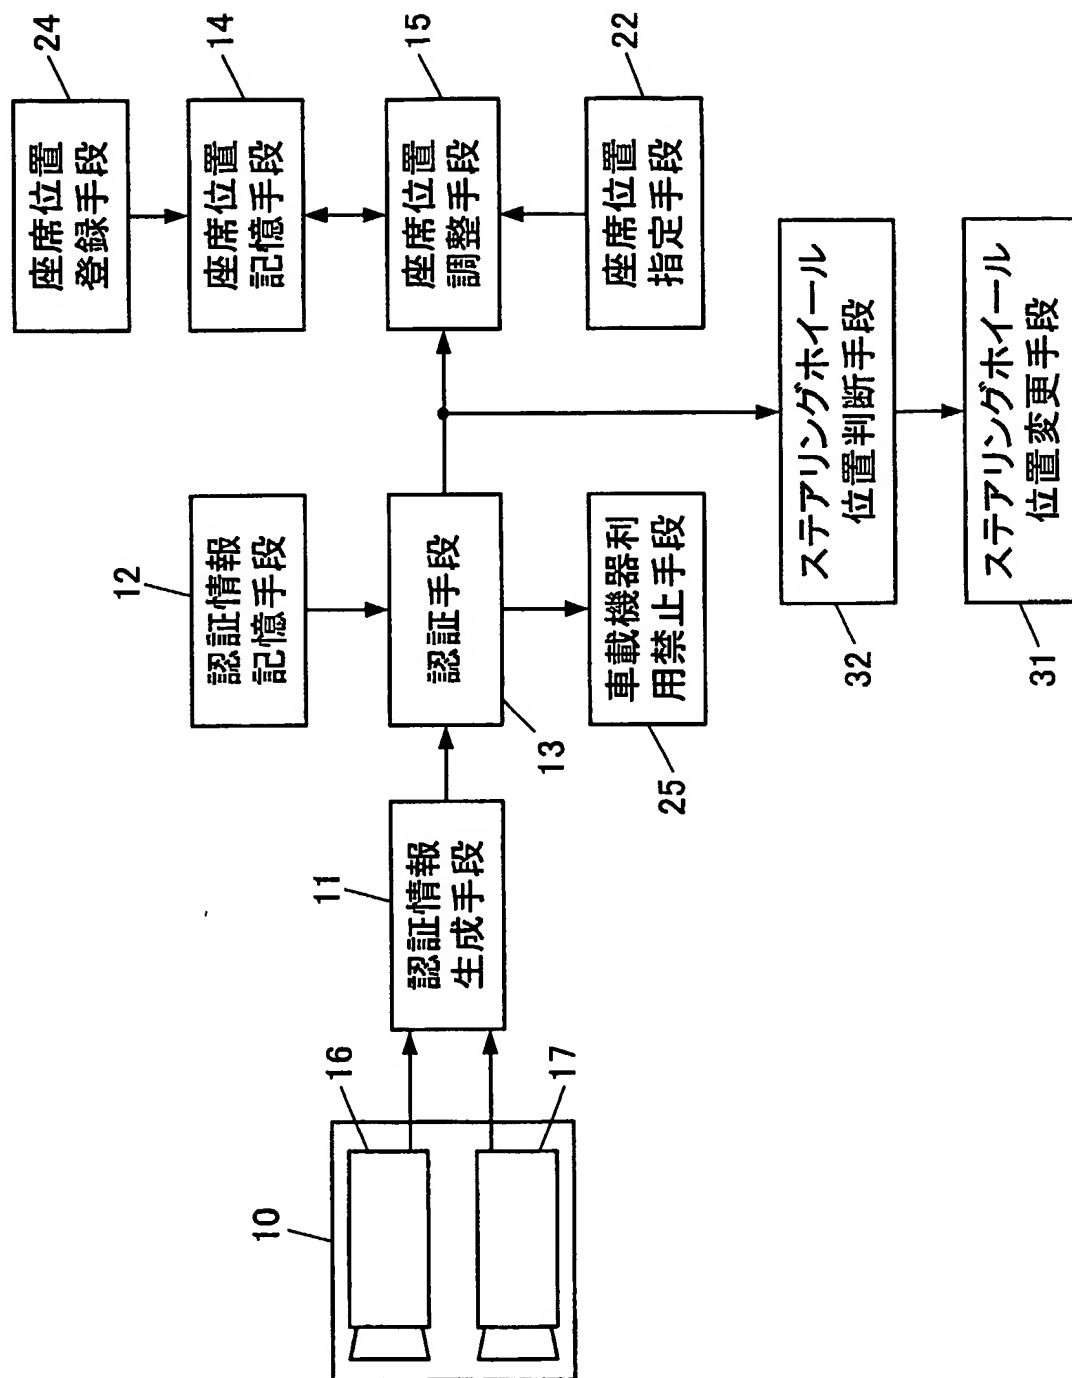 10
16
17
11
認証情報
生成手段
12
認証情報
記憶手段
認証手段
13
車載機器利
用禁止手段
25
24
座席位置
登録手段
14
座席位置
記憶手段
15
座席位置
調整手段
22
座席位置
指定手段
ステアリングホイール
位置判断手段
32
ステアリングホイール
位置変更手段
31